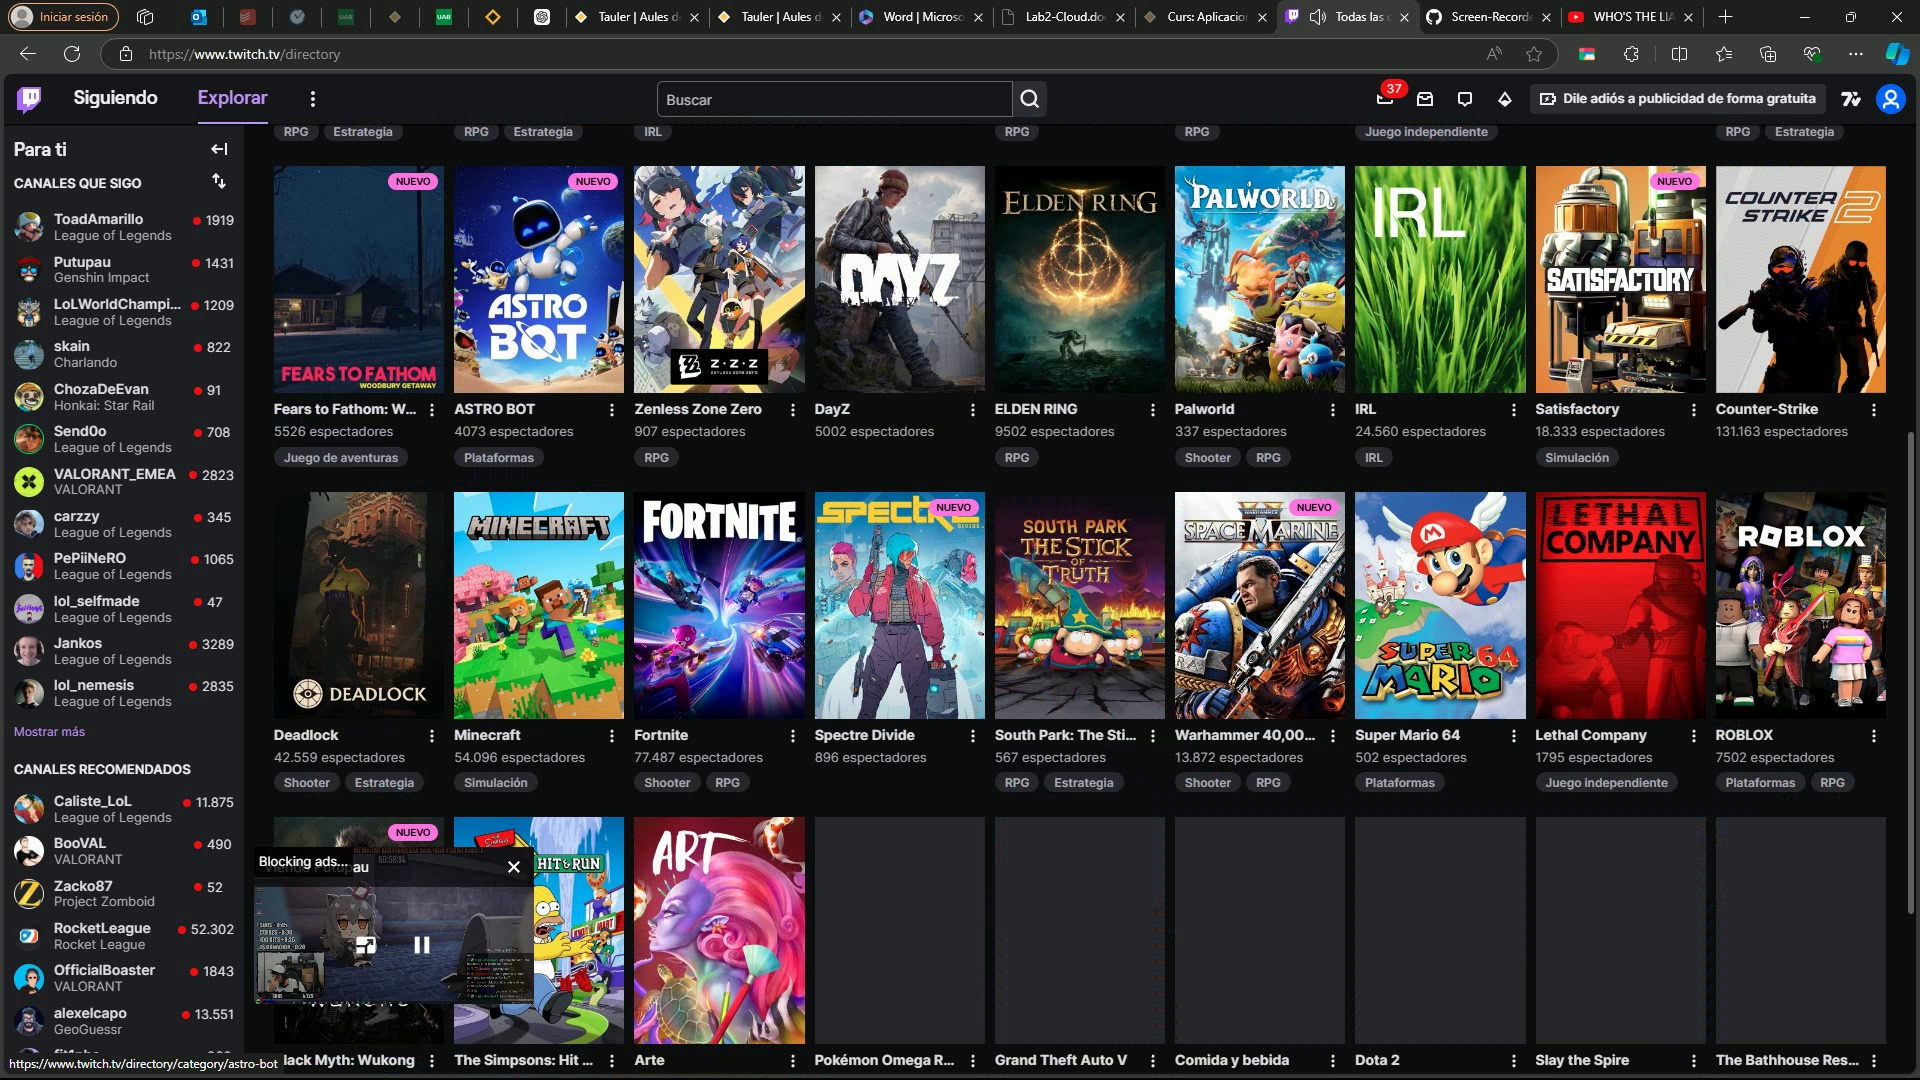 Iniciar sesión
Tauler | Aules d
Tauler | Aules d
Word | Microso
Lab2-Cloud.do
Curs: Aplicacio
Todas las c
Screen-Record
WHO'S THE LIA
https://www.twitch.tv/directory
Siguiendo
Explorar
Buscar
37
Dile adiós a publicidad de forma gratuita
Para ti
CANALES QUE SIGO
ToadAmarillo
1919
League of Legends
Putupau
1431
Genshin Impact
LoLWorldChampi...
1209
League of Legends
skain
822
Charlando
ChozaDeEvan
91
Honkai: Star Rail
Send0o
708
League of Legends
VALORANT_EMEA
2823
VALORANT
carzzy
345
League of Legends
PePiiNeRO
1065
League of Legends
lol_selfmade
47
League of Legends
Jankos
3289
League of Legends
lol_nemesis
2835
League of Legends
Mostrar más
CANALES RECOMENDADOS
Caliste_LoL
11.875
League of Legends
BooVAL
490
VALORANT
Zacko87
52
Project Zomboid
RocketLeague
52.302
Rocket League
OfficialBoaster
1843
VALORANT
alexelcapo
13.551
GeoGuessr
https://www.twitch.tv/directory/category/astro-bot
RPG Estrategia
RPG Estrategia
IRL
RPG
RPG
Juego independiente
RPG Estrategia
NUEVO
FEARS TO FATHOM
WOODBURY GETAWAY
Fears to Fathom: W...
5526 espectadores
Juego de aventuras
NUEVO
ASTRO
BOT
ASTRO BOT
4073 espectadores
Plataformas
Z·Z·Z
ZENLESS ZONE ZERO
Zenless Zone Zero
907 espectadores
RPG
DAYZ
DayZ
5002 espectadores
ELDEN RING
ELDEN RING
9502 espectadores
RPG
PALWORLD
Palworld
337 espectadores
Shooter RPG
IRL
IRL
24.560 espectadores
IRL
NUEVO
SATISFACTORY
Satisfactory
18.333 espectadores
Simulación
COUNTER
STRIKE 2
Counter-Strike
131.163 espectadores
DEADLOCK
Deadlock
42.559 espectadores
Shooter Estrategia
MINECRAFT
Minecraft
54.096 espectadores
Simulación
FORTNITE
Fortnite
77.487 espectadores
Shooter RPG
NUEVO
SPECTRE
DIVIDE
Spectre Divide
896 espectadores
SOUTH PARK
THE STICK
OF
TRUTH
South Park: The Sti...
567 espectadores
RPG Estrategia
NUEVO
SPACE MARINE
Warhammer 40,00...
13.872 espectadores
Shooter RPG
SUPER
MARIO 64
Super Mario 64
502 espectadores
Plataformas
LETHAL
COMPANY
Lethal Company
1795 espectadores
Juego independiente
ROBLOX
ROBLOX
7502 espectadores
Plataformas RPG
NUEVO
Blocking ads...
Viendo Putupau
lack Myth: Wukong
HIT & RUN
The Simpsons: Hit ...
ART
Arte
Pokémon Omega R...
Grand Theft Auto V
Comida y bebida
Dota 2
Slay the Spire
The Bathhouse Res...